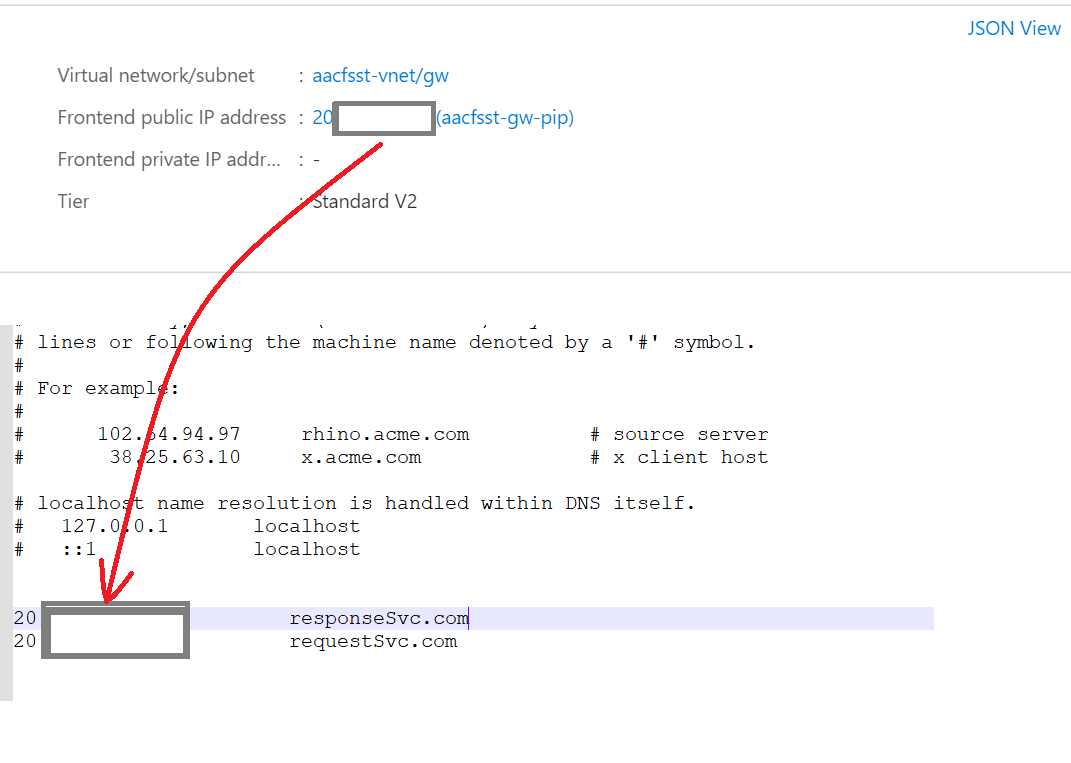 JSON View
Virtual network/subnet : aacfsst-vnet/gw
Frontend public IP address : 20 (aacfsst-gw-pip)
Frontend private IP addr... : -
Tier : Standard V2
# lines or following the machine name denoted by a '#' symbol.
#
# For example:
#
# 102.54.94.97 rhino.acme.com # source server
# 38.25.63.10 x.acme.com # x client host
# localhost name resolution is handled within DNS itself.
# 127.0.0.1 localhost
# ::1 localhost
20 responseSvc.com
20 requestSvc.com